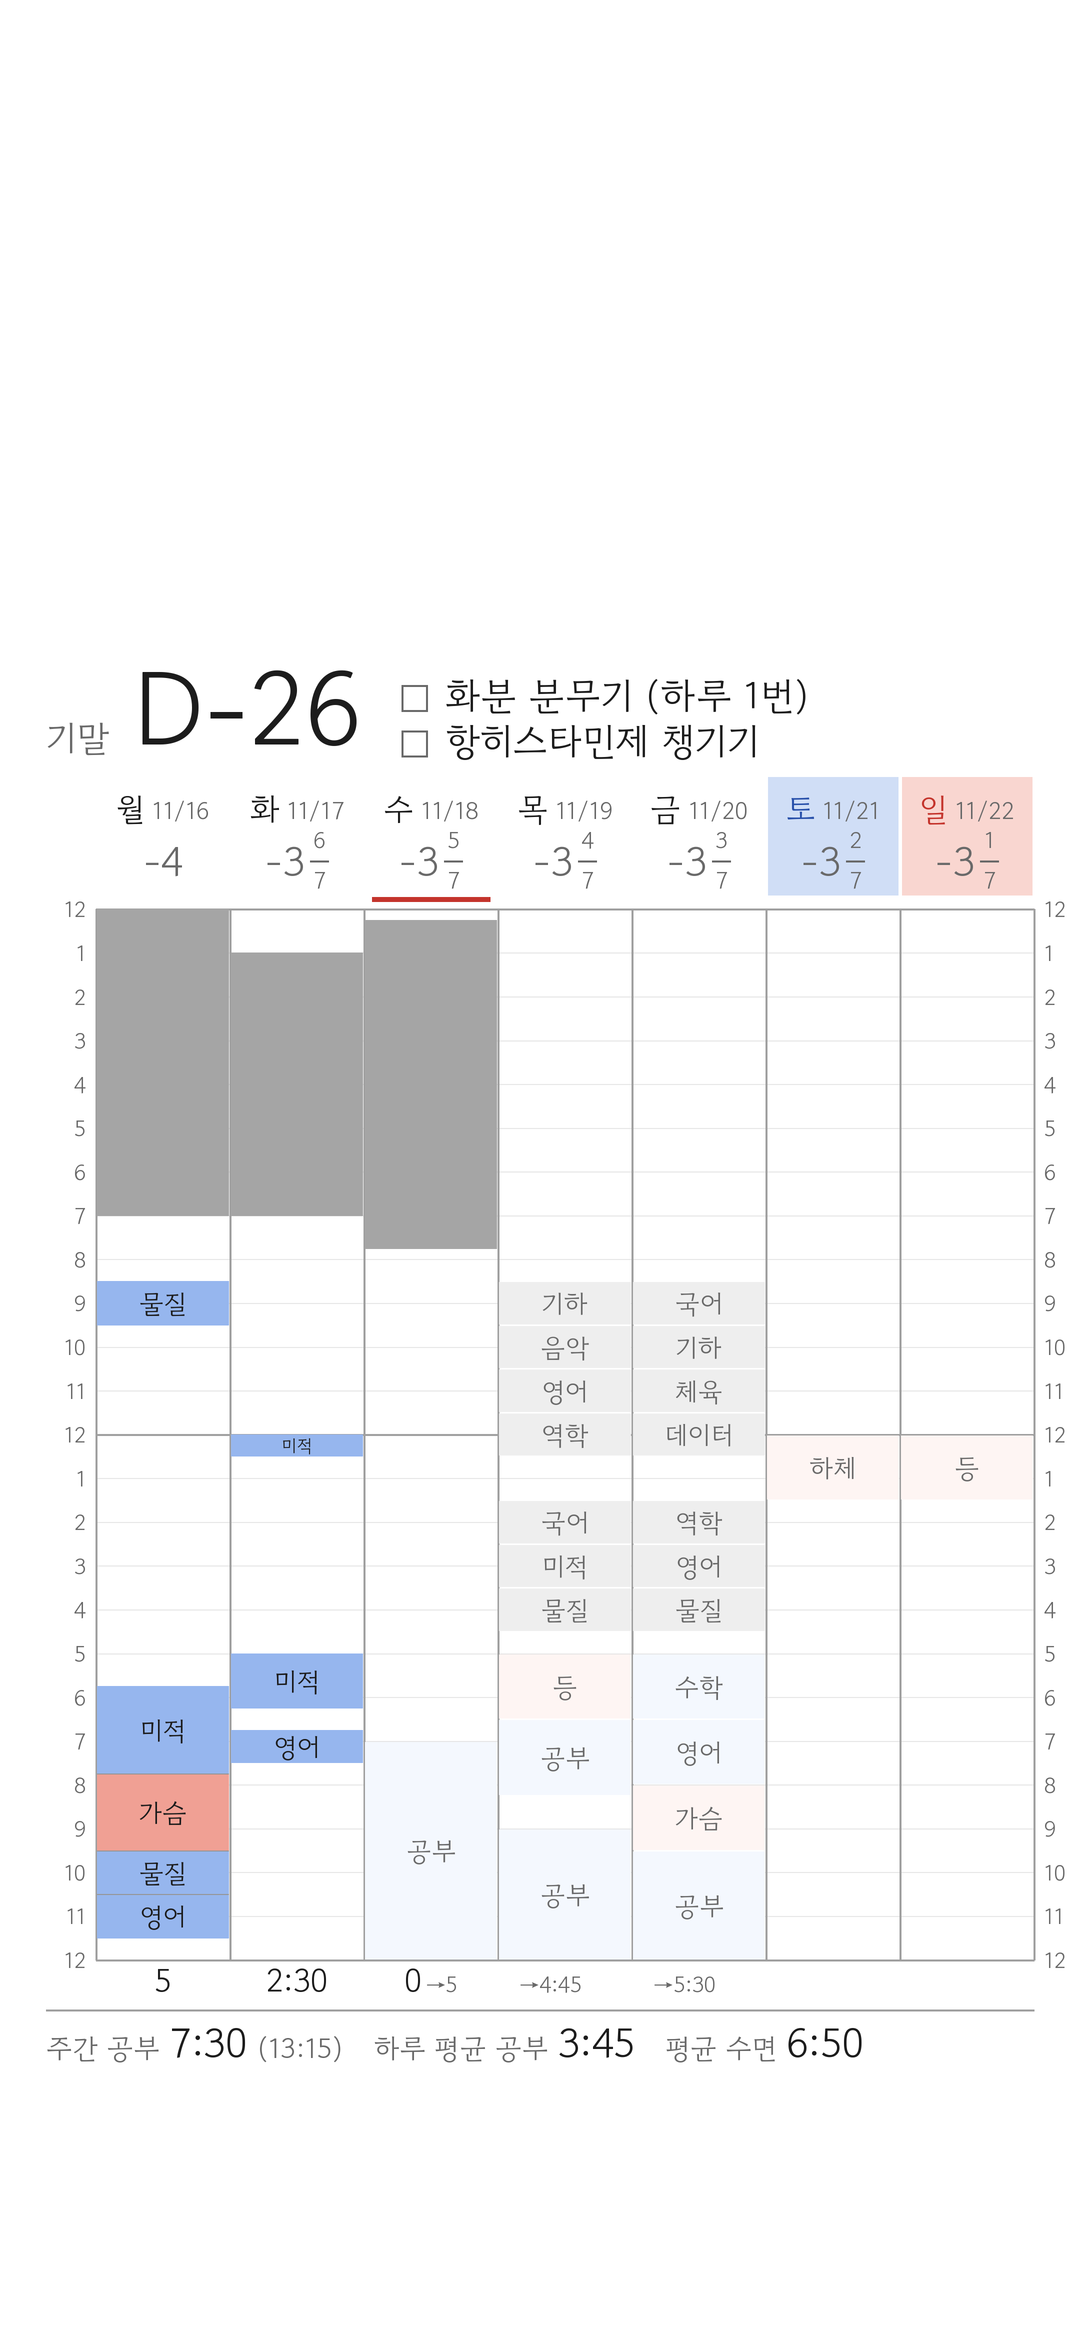 기말 D-26
□ 화분 분무기 (하루 1번)
□ 항히스타민제 챙기기
월 11/16 화 11/17 수 11/18 목 11/19 금 11/20 토 11/21 일 11/22
-4 -3 6/7 -3 5/7 -3 4/7 -3 3/7 -3 2/7 -3 1/7
12 12
1 1
2 2
3 3
4 4
5 5
6 6
7 7
8 8
9 물질 기하 국어 9
10 음악 기하 10
11 영어 체육 11
12 미적 역학 데이터 12
1 하체 등 1
2 국어 역학 2
3 미적 영어 3
4 물질 물질 4
5 미적 등 수학 5
6 6
7 미적 영어 공부 영어 7
8 8
9 가슴 공부 가슴 9
10 물질 공부 공부 10
11 영어 11
12 12
5 2:30 0→5 →4:45 →5:30
주간 공부 7:30 (13:15) 하루 평균 공부 3:45 평균 수면 6:50